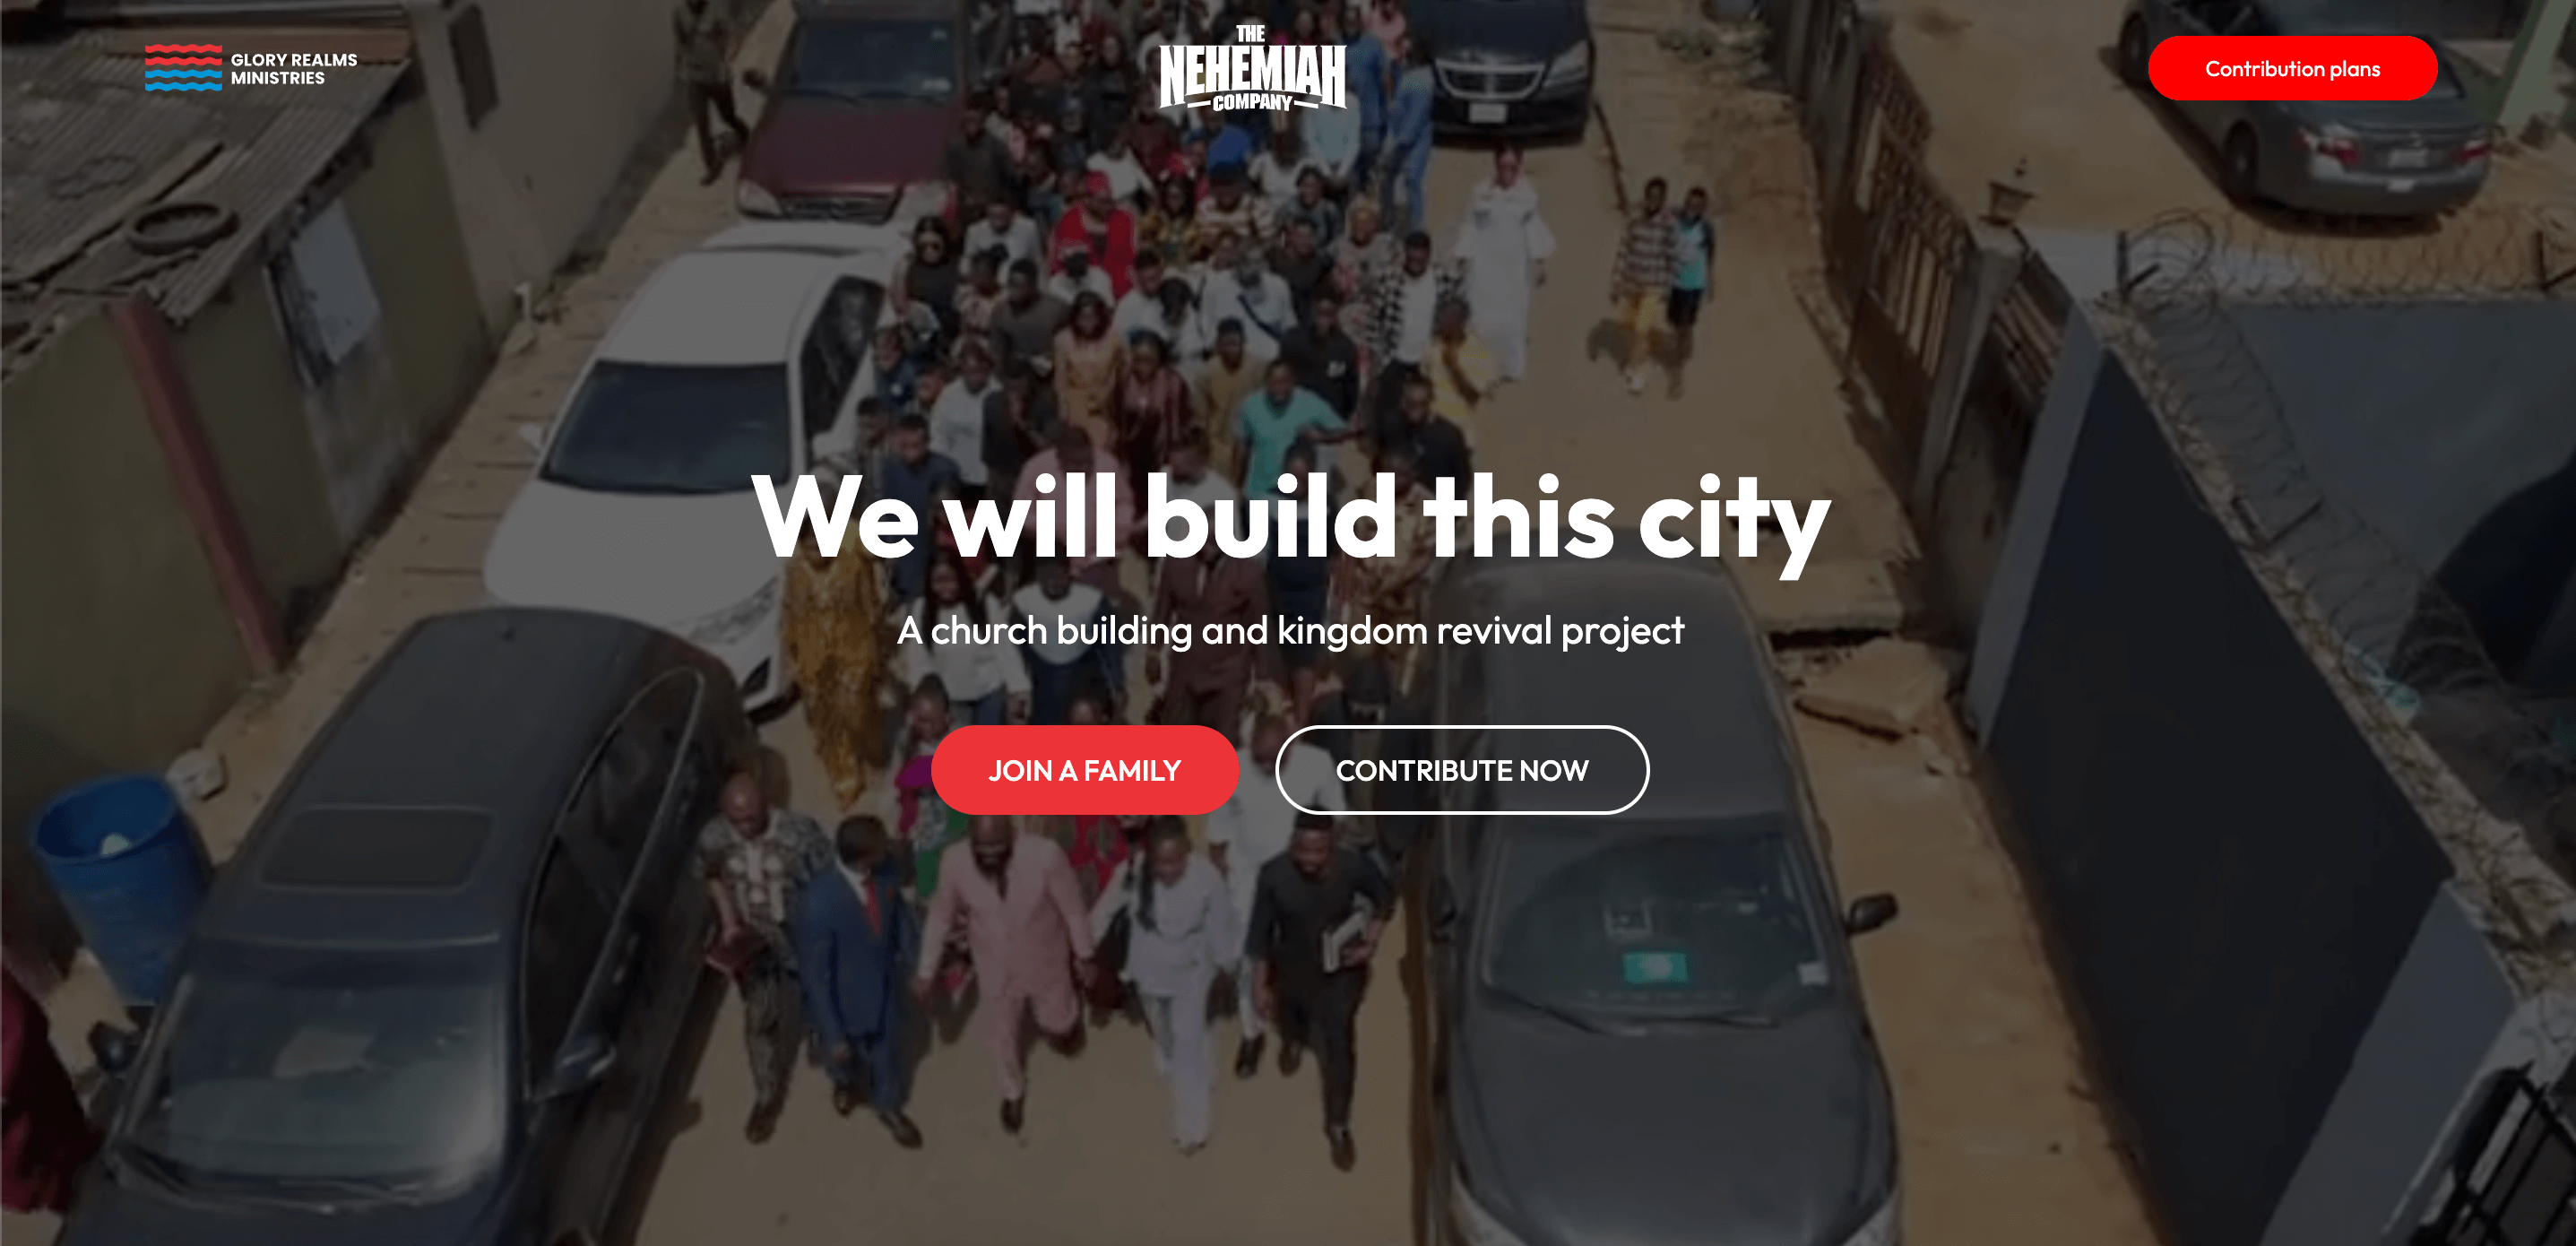 GLORY REALMS
MINISTRIES
THE
NEHEMIAH
COMPANY
Contribution plans
We will build this city
A church building and kingdom revival project
JOIN A FAMILY
CONTRIBUTE NOW